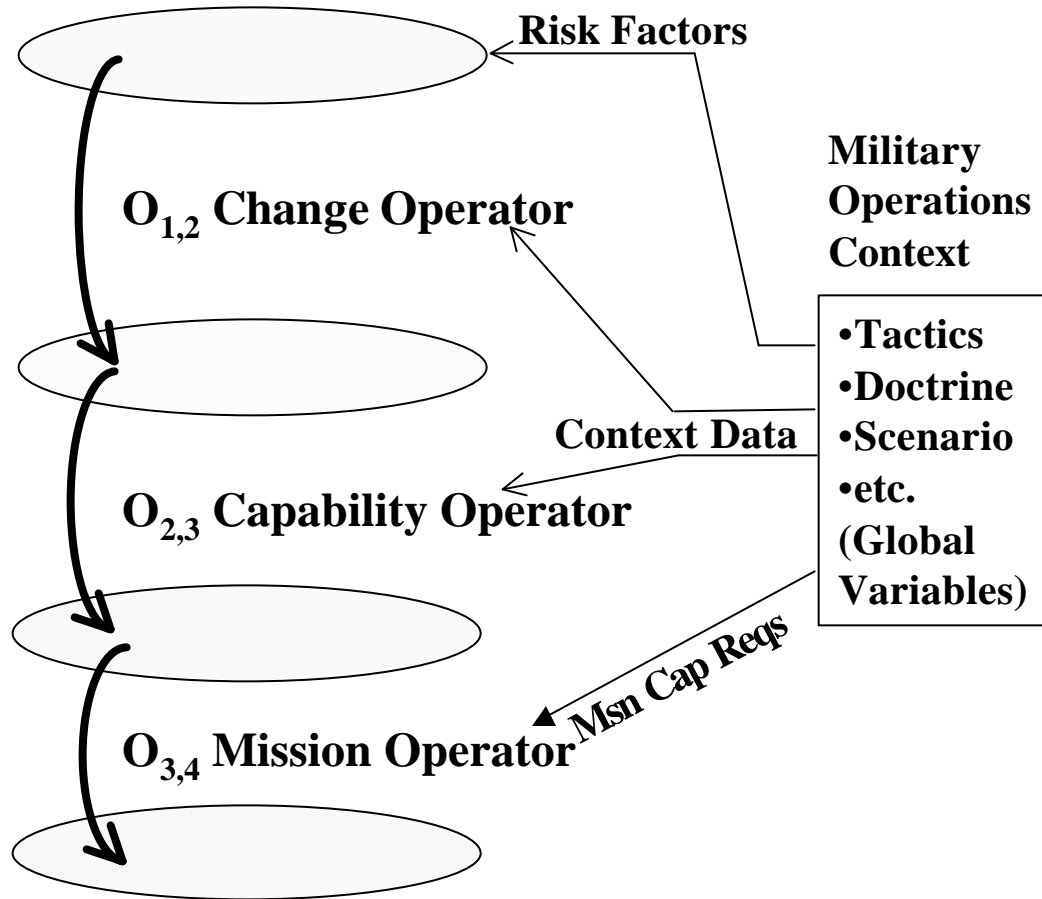 Risk Factors
Military
Operations
Context
O1,2 Change Operator
•Tactics
•Doctrine
•Scenario
•etc.
(Global
Variables)
Context Data
O2,3 Capability Operator
Msn Cap Reqs
O3,4 Mission Operator